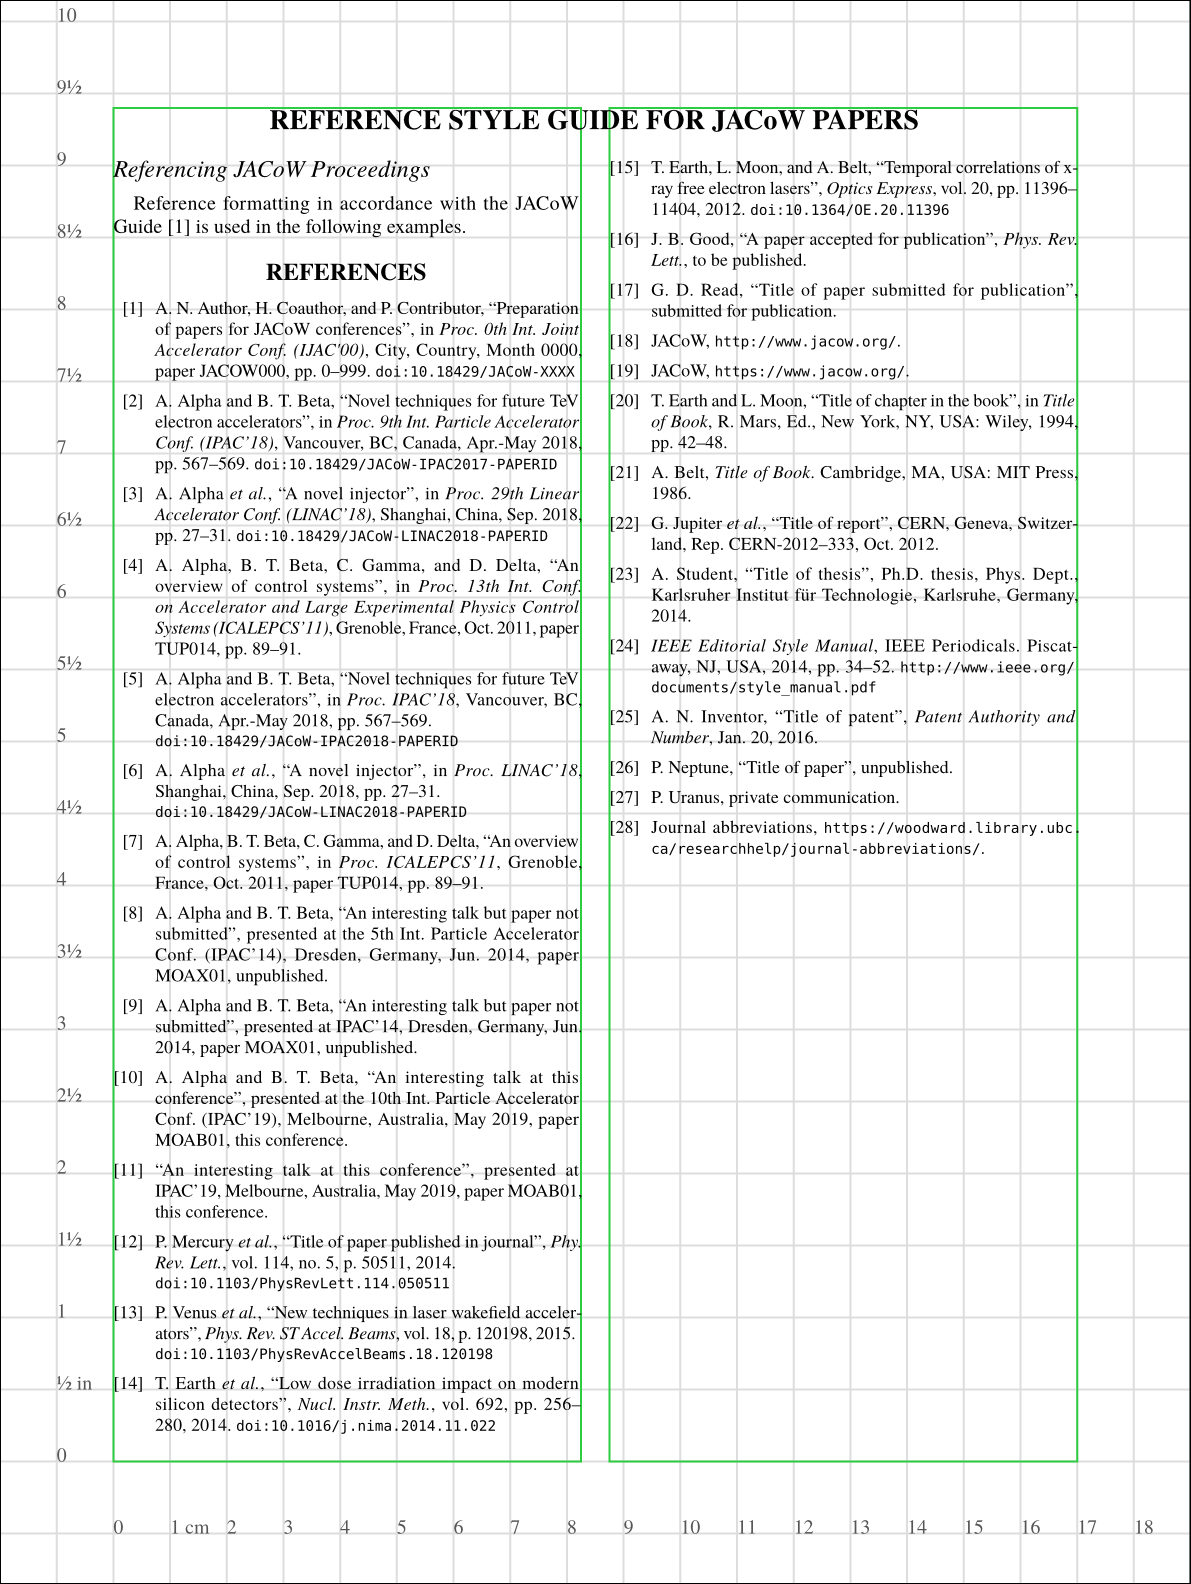 REFERENCE STYLE GUIDE FOR JACoW PAPERS
Referencing JACoW Proceedings
Reference formatting in accordance with the JACoW
Guide [1] is used in the following examples.
REFERENCES
[1] A. N. Author, H. Coauthor, and P. Contributor, “Preparation
of papers for JACoW conferences”, in Proc. 0th Int. Joint
Accelerator Conf. (IJAC'00), City, Country, Month 0000,
paper JACOW000, pp. 0–999. doi:10.18429/JACoW-XXXX
[2] A. Alpha and B. T. Beta, “Novel techniques for future TeV
electron accelerators”, in Proc. 9th Int. Particle Accelerator
Conf. (IPAC’18), Vancouver, BC, Canada, Apr.-May 2018,
pp. 567–569. doi:10.18429/JACoW-IPAC2017-PAPERID
[3] A. Alpha et al., “A novel injector”, in Proc. 29th Linear
Accelerator Conf. (LINAC’18), Shanghai, China, Sep. 2018,
pp. 27–31. doi:10.18429/JACoW-LINAC2018-PAPERID
[4] A. Alpha, B. T. Beta, C. Gamma, and D. Delta, “An
overview of control systems”, in Proc. 13th Int. Conf.
on Accelerator and Large Experimental Physics Control
Systems (ICALEPCS’11), Grenoble, France, Oct. 2011, paper
TUP014, pp. 89–91.
[5] A. Alpha and B. T. Beta, “Novel techniques for future TeV
electron accelerators”, in Proc. IPAC’18, Vancouver, BC,
Canada, Apr.-May 2018, pp. 567–569.
doi:10.18429/JACoW-IPAC2018-PAPERID
[6] A. Alpha et al., “A novel injector”, in Proc. LINAC’18,
Shanghai, China, Sep. 2018, pp. 27–31.
doi:10.18429/JACoW-LINAC2018-PAPERID
[7] A. Alpha, B. T. Beta, C. Gamma, and D. Delta, “An overview
of control systems”, in Proc. ICALEPCS’11, Grenoble,
France, Oct. 2011, paper TUP014, pp. 89–91.
[8] A. Alpha and B. T. Beta, “An interesting talk but paper not
submitted”, presented at the 5th Int. Particle Accelerator
Conf. (IPAC’14), Dresden, Germany, Jun. 2014, paper
MOAX01, unpublished.
[9] A. Alpha and B. T. Beta, “An interesting talk but paper not
submitted”, presented at IPAC’14, Dresden, Germany, Jun.
2014, paper MOAX01, unpublished.
[10] A. Alpha and B. T. Beta, “An interesting talk at this
conference”, presented at the 10th Int. Particle Accelerator
Conf. (IPAC’19), Melbourne, Australia, May 2019, paper
MOAB01, this conference.
[11] “An interesting talk at this conference”, presented at
IPAC’19, Melbourne, Australia, May 2019, paper MOAB01,
this conference.
[12] P. Mercury et al., “Title of paper published in journal”, Phy.
Rev. Lett., vol. 114, no. 5, p. 50511, 2014.
doi:10.1103/PhysRevLett.114.050511
[13] P. Venus et al., “New techniques in laser wakefield acceler-
ators”, Phys. Rev. ST Accel. Beams, vol. 18, p. 120198, 2015.
doi:10.1103/PhysRevAccelBeams.18.120198
[14] T. Earth et al., “Low dose irradiation impact on modern
silicon detectors”, Nucl. Instr. Meth., vol. 692, pp. 256–
280, 2014. doi:10.1016/j.nima.2014.11.022
[15] T. Earth, L. Moon, and A. Belt, “Temporal correlations of x-
ray free electron lasers”, Optics Express, vol. 20, pp. 11396–
11404, 2012. doi:10.1364/OE.20.11396
[16] J. B. Good, “A paper accepted for publication”, Phys. Rev.
Lett., to be published.
[17] G. D. Read, “Title of paper submitted for publication”,
submitted for publication.
[18] JACoW, http://www.jacow.org/.
[19] JACoW, https://www.jacow.org/.
[20] T. Earth and L. Moon, “Title of chapter in the book”, in Title
of Book, R. Mars, Ed., New York, NY, USA: Wiley, 1994,
pp. 42–48.
[21] A. Belt, Title of Book. Cambridge, MA, USA: MIT Press,
1986.
[22] G. Jupiter et al., “Title of report”, CERN, Geneva, Switzer-
land, Rep. CERN-2012–333, Oct. 2012.
[23] A. Student, “Title of thesis”, Ph.D. thesis, Phys. Dept.,
Karlsruher Institut für Technologie, Karlsruhe, Germany,
2014.
[24] IEEE Editorial Style Manual, IEEE Periodicals. Piscat-
away, NJ, USA, 2014, pp. 34–52. http://www.ieee.org/
documents/style_manual.pdf
[25] A. N. Inventor, “Title of patent”, Patent Authority and
Number, Jan. 20, 2016.
[26] P. Neptune, “Title of paper”, unpublished.
[27] P. Uranus, private communication.
[28] Journal abbreviations, https://woodward.library.ubc.
ca/researchhelp/journal-abbreviations/.
10
9½
9
8½
8
7½
7
6½
6
5½
5
4½
4
3½
3
2½
2
1½
1
½ in
0
0 1 cm 2 3 4 5 6 7 8 9 10 11 12 13 14 15 16 17 18